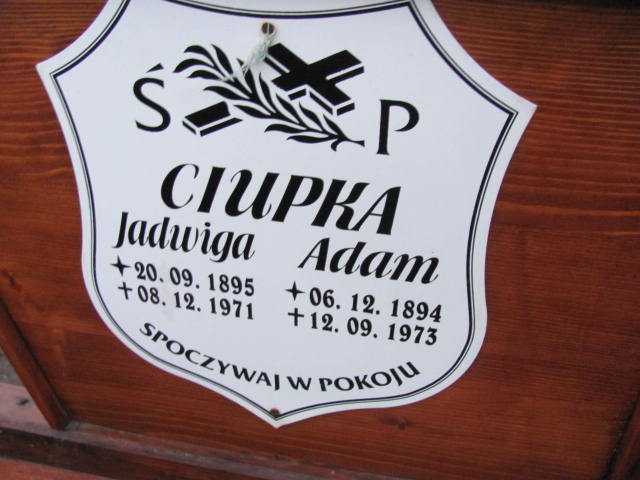 Ś P
CIUPKA
Jadwiga
20. 09. 1895
08. 12. 1971
Adam
06. 12. 1894
12. 09. 1973
SPOCZYWAJ W POKOJU